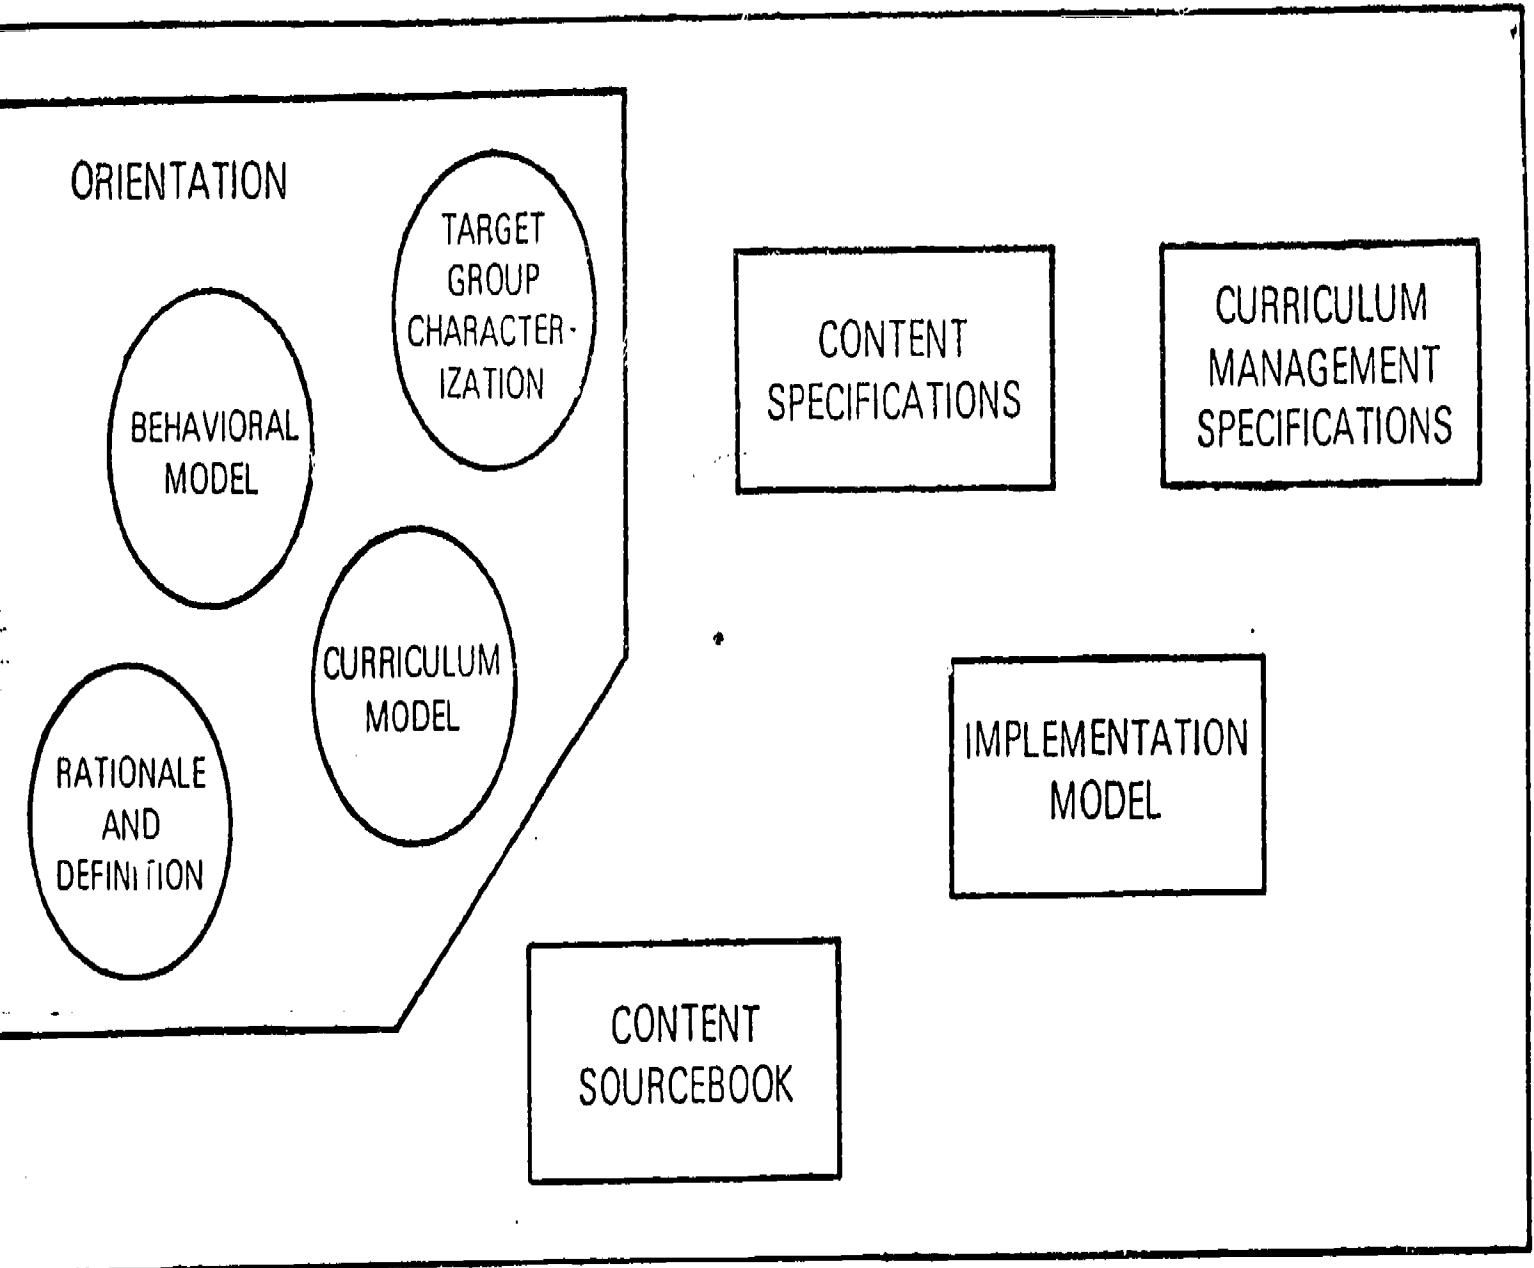 ORIENTATION
TARGET
GROUP
CHARACTER-
IZATION
BEHAVIORAL
MODEL
CURRICULUM
MODEL
RATIONALE
AND
DEFINITION
CONTENT
SPECIFICATIONS
CURRICULUM
MANAGEMENT
SPECIFICATIONS
IMPLEMENTATION
MODEL
CONTENT
SOURCEBOOK